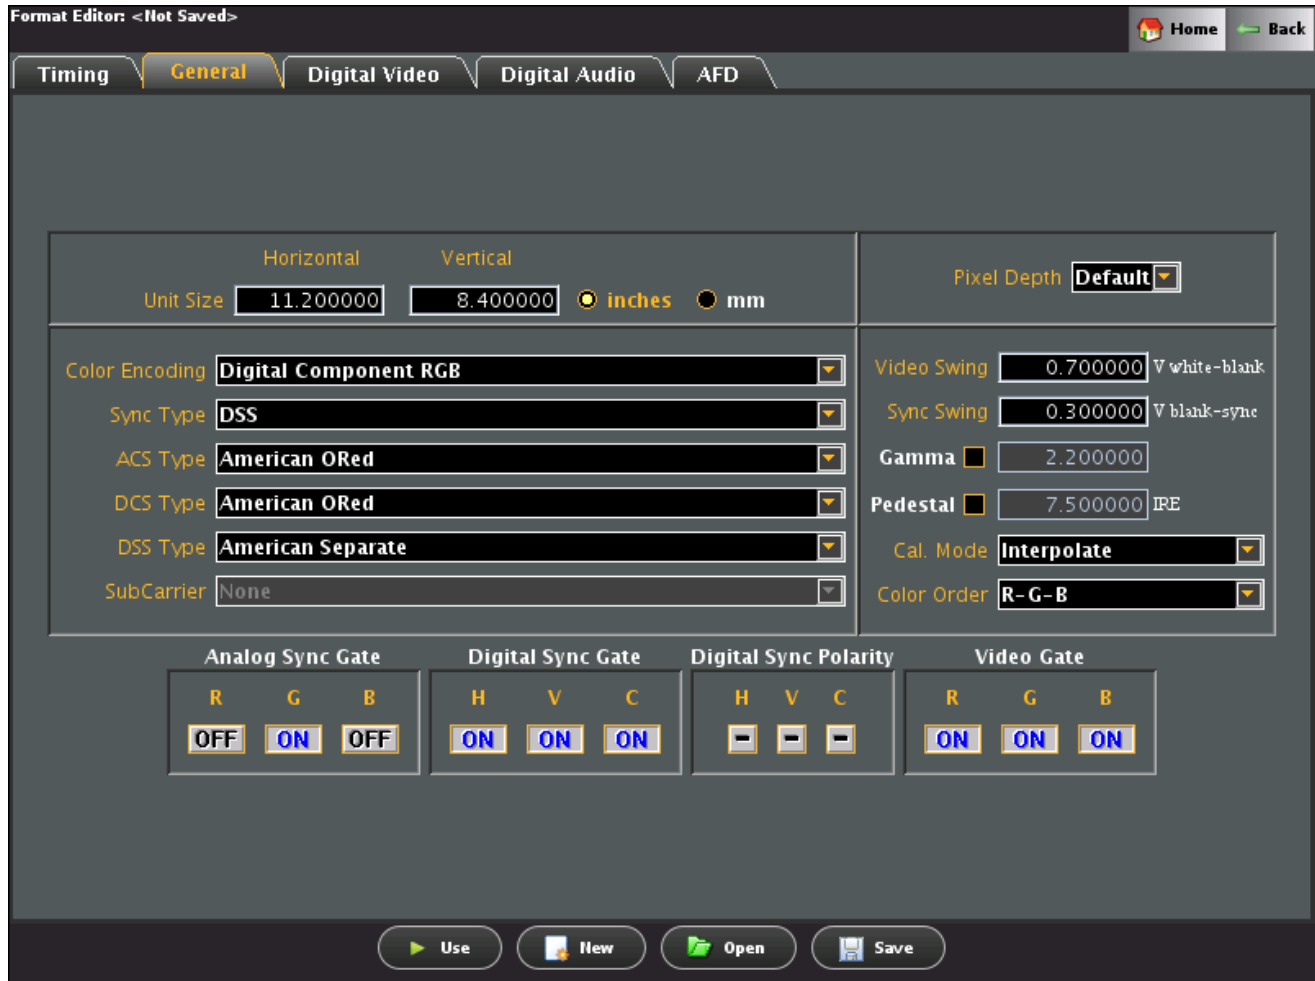 Format Editor: <Not Saved>
Home Back
Timing General Digital Video Digital Audio AFD
Horizontal Vertical
Unit Size 11.200000 8.400000 inches mm
Pixel Depth Default
Color Encoding Digital Component RGB
Sync Type DSS
ACS Type American ORed
DCS Type American ORed
DSS Type American Separate
SubCarrier None
Video Swing 0.700000 V white-blank
Sync Swing 0.300000 V blank-sync
Gamma 2.200000
Pedestal 7.500000 IRE
Cal. Mode Interpolate
Color Order R-G-B
Analog Sync Gate
R G B
OFF ON OFF
Digital Sync Gate
H V C
ON ON ON
Digital Sync Polarity
H V C
- - -
Video Gate
R G B
ON ON ON
Use New Open Save